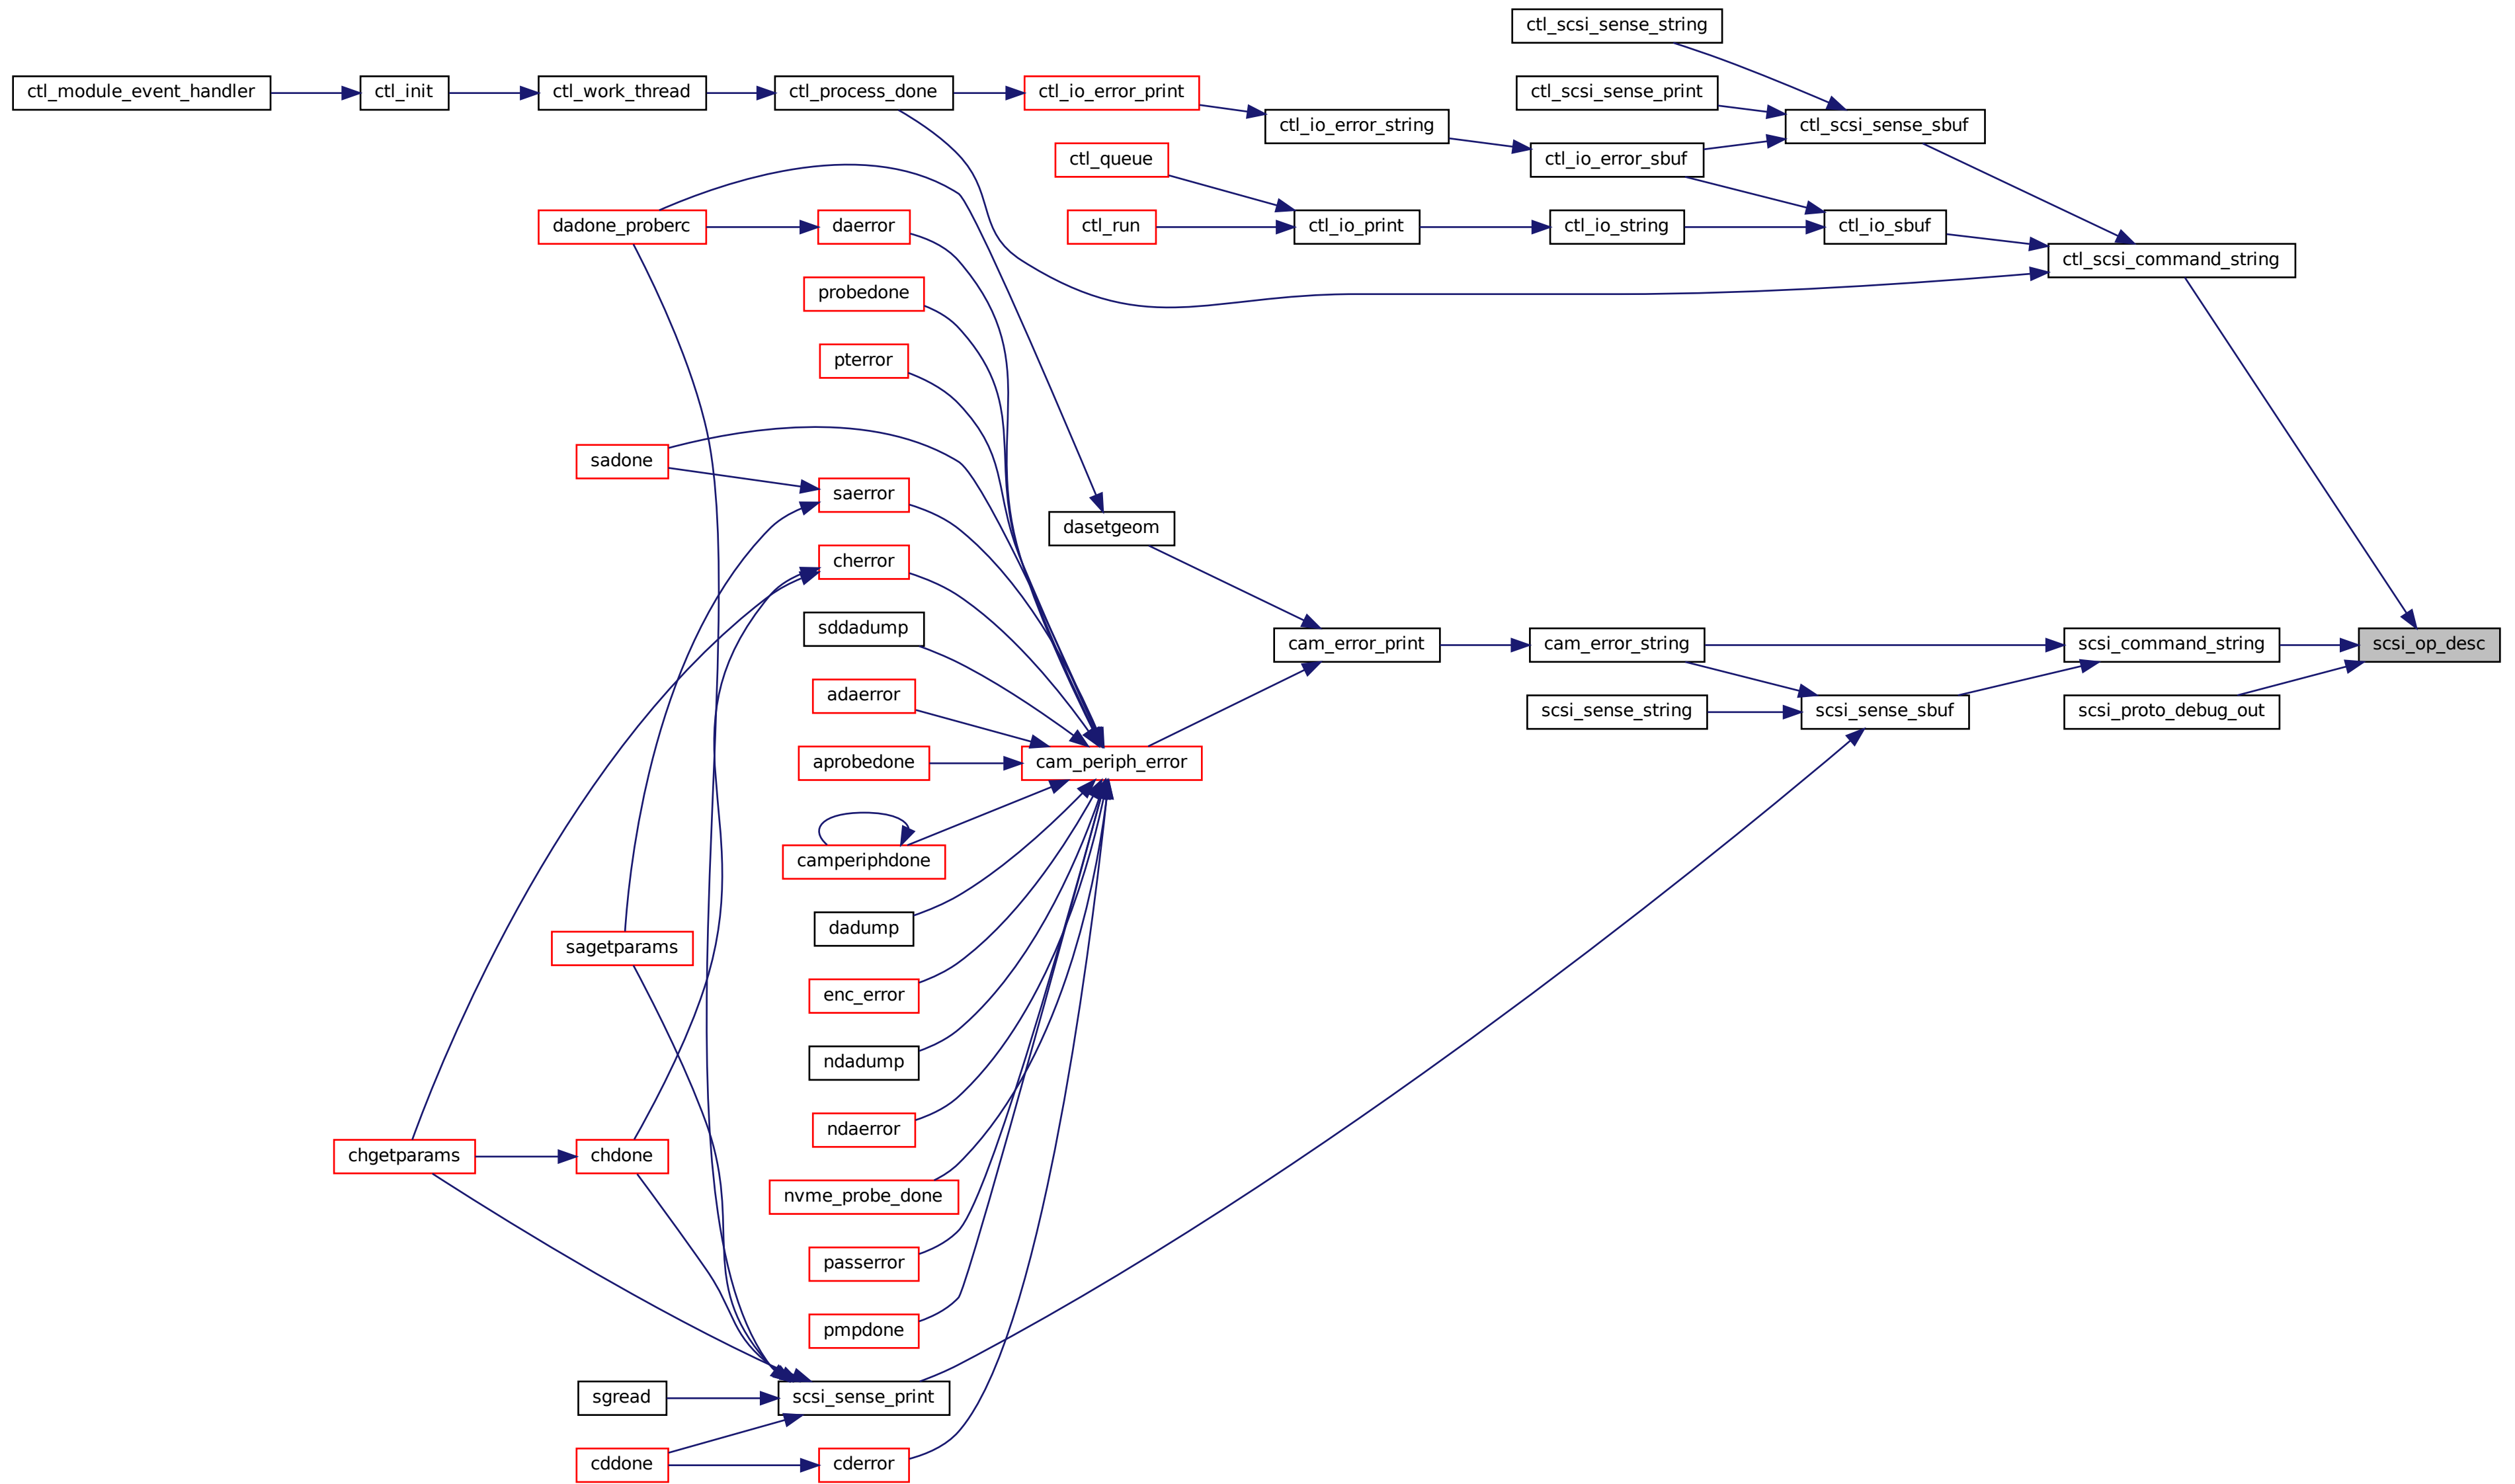 ctl_scsi_sense_string
ctl_module_event_handler
ctl_init
ctl_work_thread
ctl_process_done
ctl_io_error_print
ctl_scsi_sense_print
ctl_io_error_string
ctl_scsi_sense_sbuf
ctl_queue
ctl_io_error_sbuf
dadone_proberc
daerror
ctl_run
ctl_io_print
ctl_io_string
ctl_io_sbuf
ctl_scsi_command_string
probedone
pterror
sadone
saerror
dasetgeom
cherror
sddadump
cam_error_print
cam_error_string
scsi_command_string
scsi_op_desc
adaerror
scsi_sense_string
scsi_sense_sbuf
scsi_proto_debug_out
aprobedone
cam_periph_error
camperiphdone
dadump
sagetparams
enc_error
ndadump
ndaerror
chgetparams
chdone
nvme_probe_done
passerror
pmpdone
sgread
scsi_sense_print
cddone
cderror